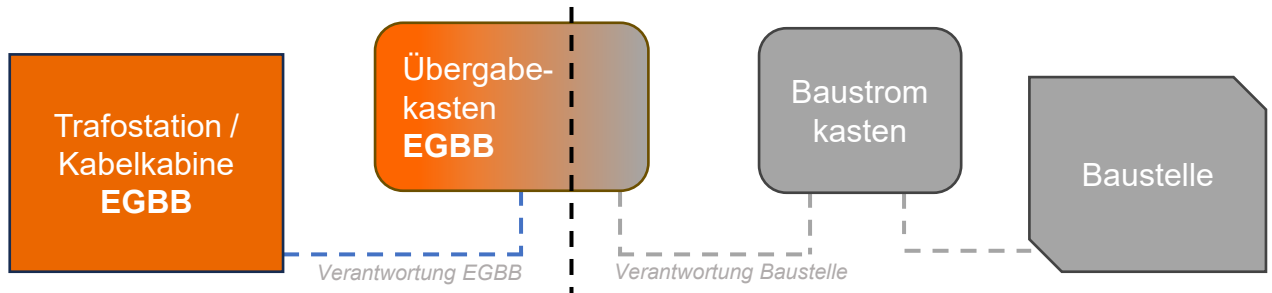 Trafostation /
Kabelkabine
EGBB
Übergabe-
kasten
EGBB
Baustrom
kasten
Baustelle
Verantwortung EGBB
Verantwortung Baustelle